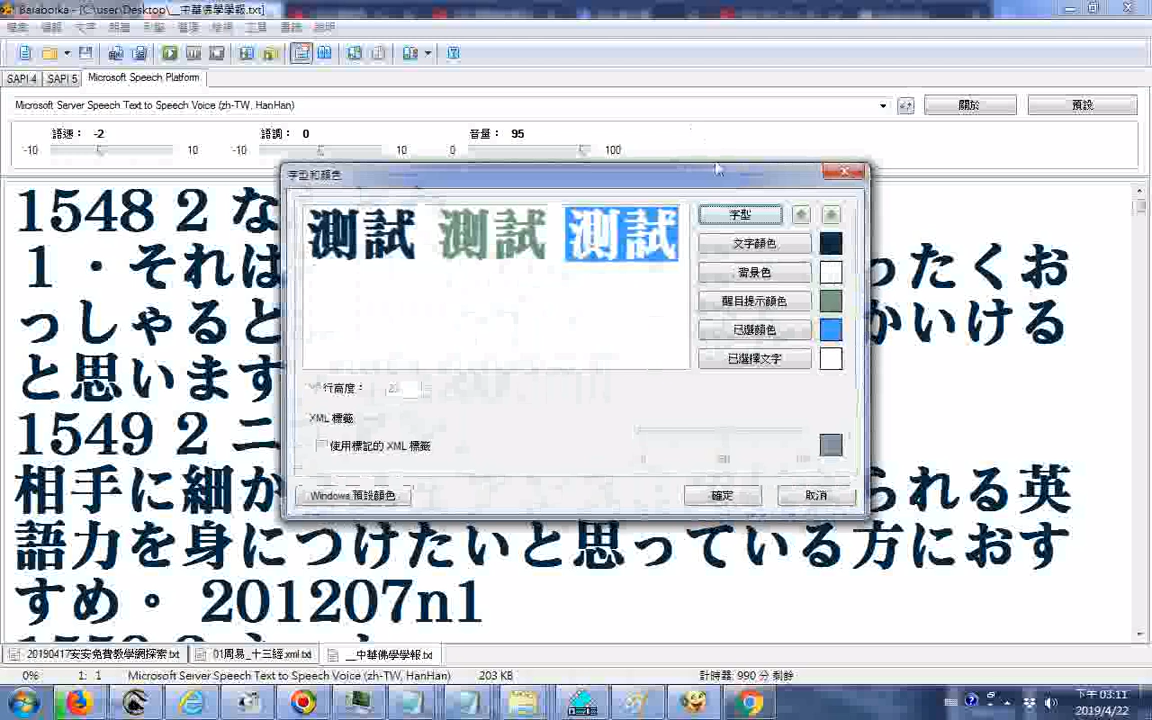 Balabolka - [C:\user\Desktop\__中華佛學學報.txt]
SAPI 4 SAPI 5 Microsoft Speech Platform
Microsoft Server Speech Text to Speech Voice (zh-TW, HanHan) 關於 預設
語速: -2 語調: 0 音量: 95
-10 10 -10 10 0 100
字型和顏色
測試 測試 測試
字型
文字顏色
背景色
醒目提示顏色
已選顏色
已選擇文字
行高度:
XML 標籤
使用標記的 XML 標籤
Windows 預設顏色 確定 取消
1548 2 な
1・それは ったくお
っしゃると かいける
と思います
1549 2 二
相手に細か られる英
語力を身につけたいと思っている方におす
すめ。 201207n1
20190417安安免費教學網探索.txt 01周易_十三經.xml.txt __中華佛學學報.txt
0% 1: 1 Microsoft Server Speech Text to Speech Voice (zh-TW, HanHan) 203 KB 計時器: 990 分 剩餘
下午 03:11
2019/4/22